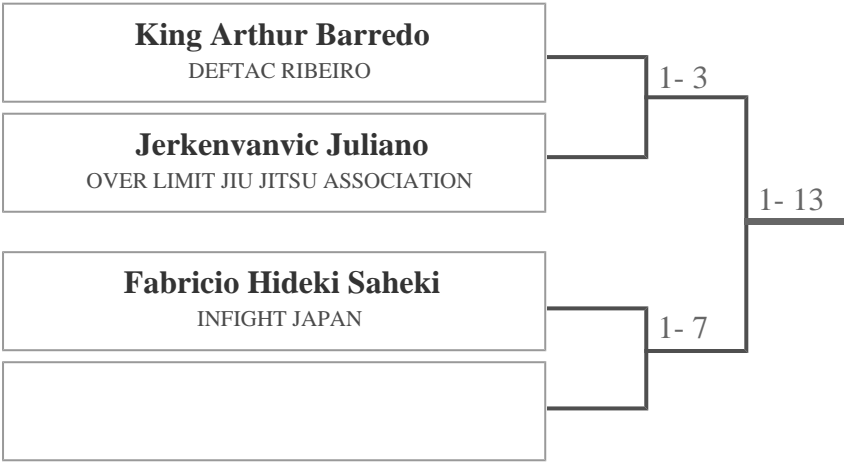 King Arthur Barredo
DEFTAC RIBEIRO
1- 3
Jerkenvanvic Juliano
OVER LIMIT JIU JITSU ASSOCIATION
1- 13
Fabricio Hideki Saheki
INFIGHT JAPAN
1- 7